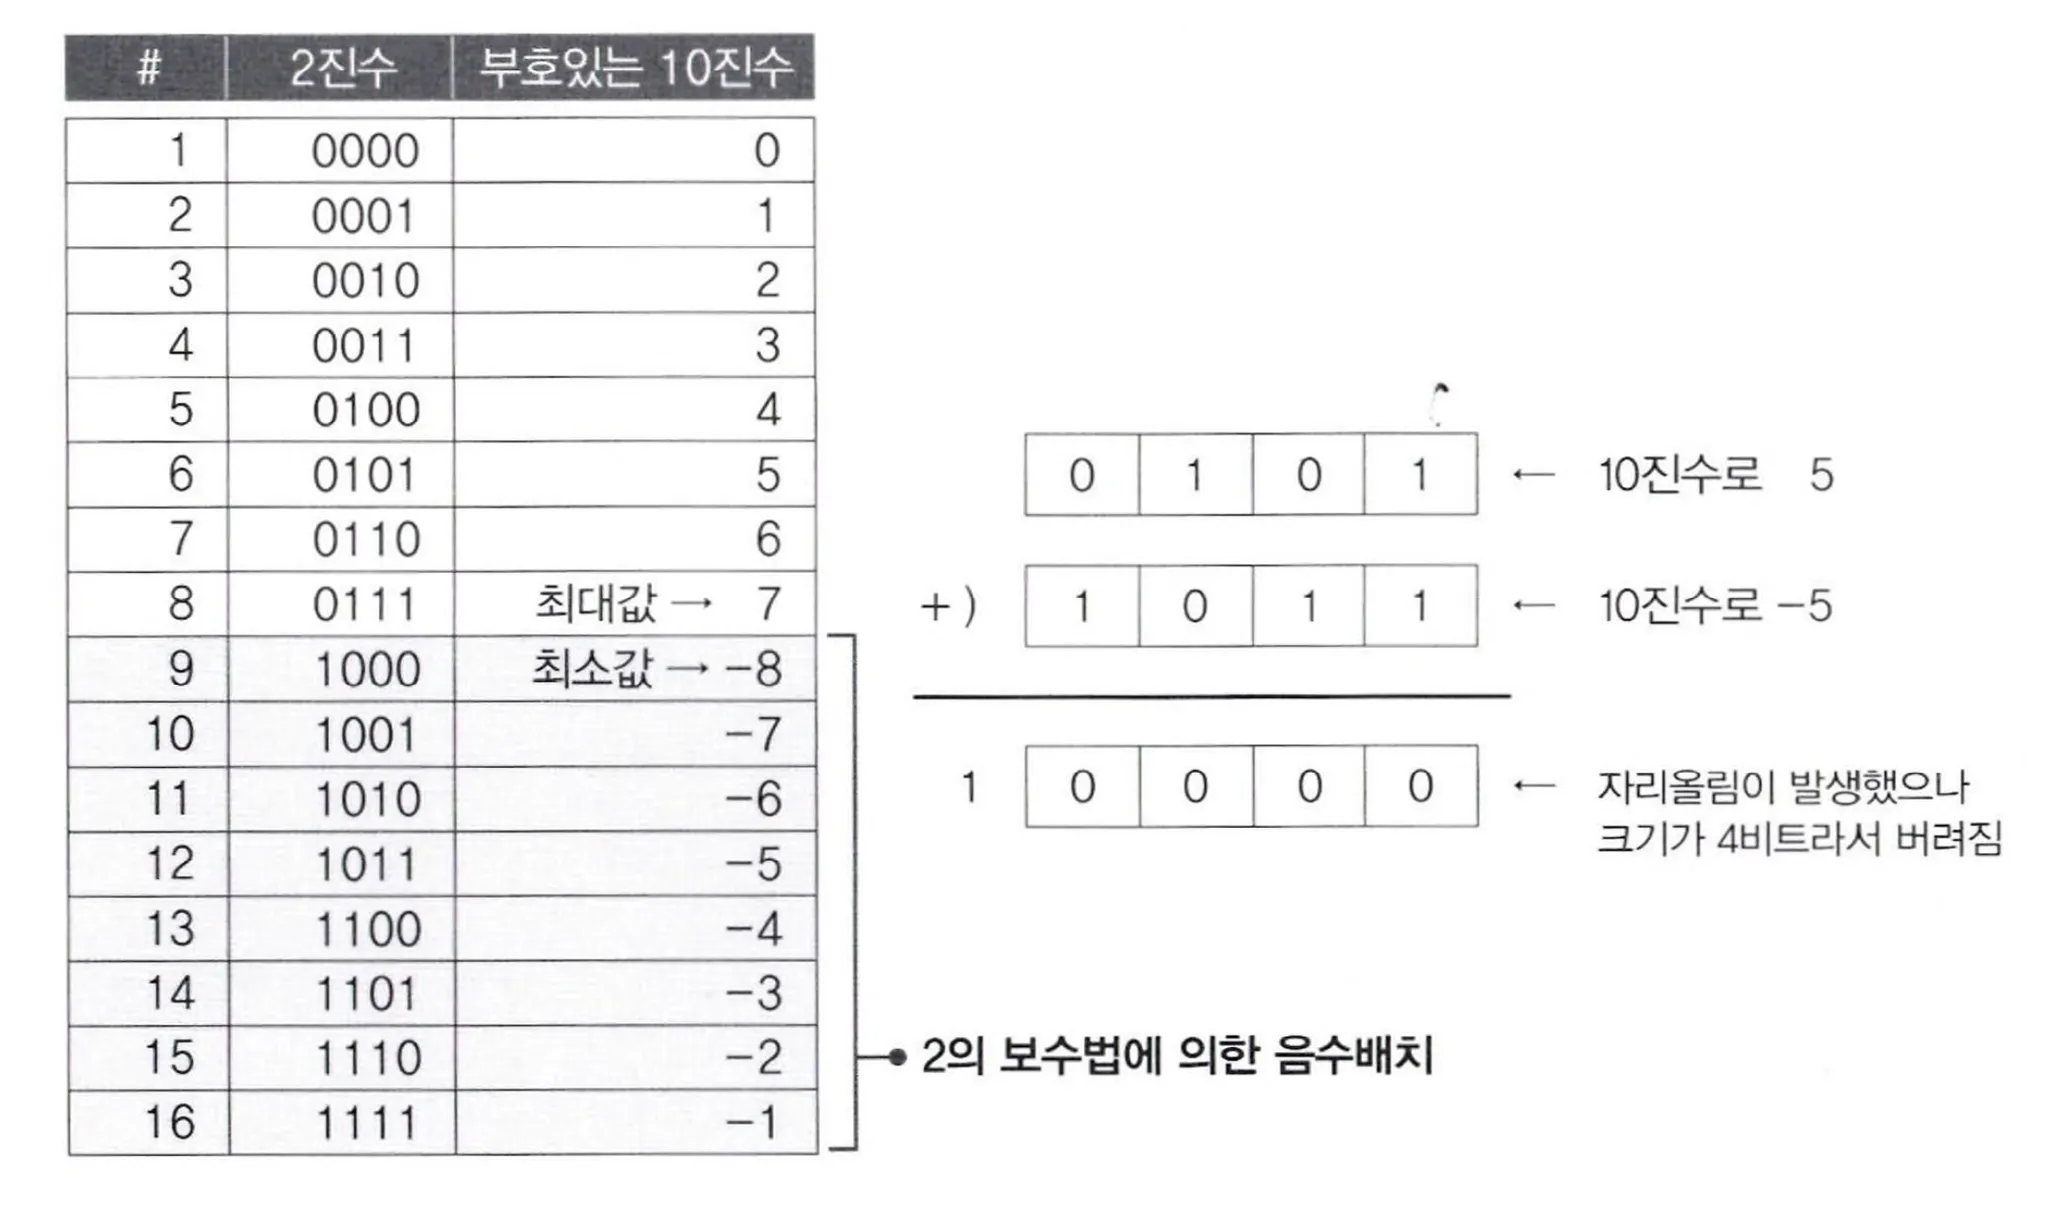 # 2진수 부호있는 10진수
1 0000 0
2 0001 1
3 0010 2
4 0011 3
5 0100 4
6 0101 5
7 0110 6
8 0111 최대값 → 7
9 1000 최소값 → -8
10 1001 -7
11 1010 -6
12 1011 -5
13 1100 -4
14 1101 -3
15 1110 -2
16 1111 -1
2의 보수법에 의한 음수배치
0 1 0 1 ← 10진수로 5
+ ) 1 0 1 1 ← 10진수로 -5
1 0 0 0 0 ← 자리올림이 발생했으나
크기가 4비트라서 버려짐